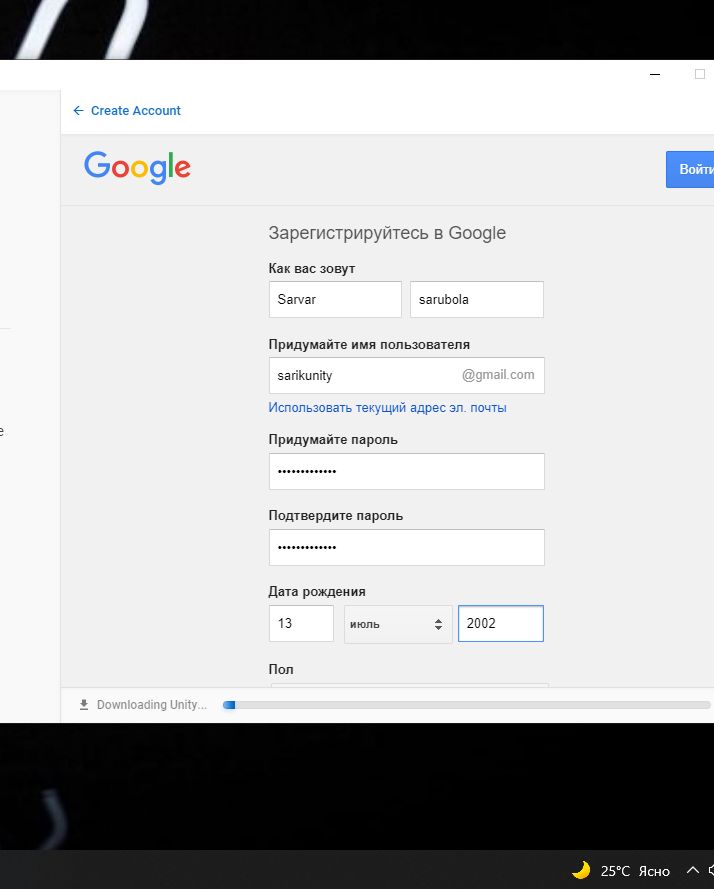 ← Create Account
Google
Войти
Зарегистрируйтесь в Google
Как вас зовут
Sarvar sarubola
Придумайте имя пользователя
sarikunity @gmail.com
Использовать текущий адрес эл. почты
Придумайте пароль
•••••••••••••
Подтвердите пароль
•••••••••••••
Дата рождения
13 июль 2002
Пол
Downloading Unity...
25°C Ясно